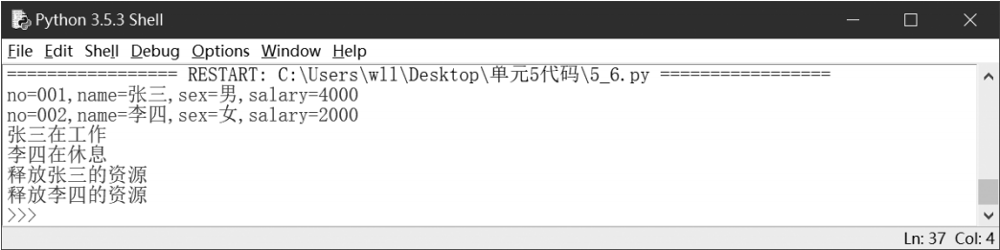 Python 3.5.3 Shell
File Edit Shell Debug Options Window Help
================= RESTART: C:\Users\wll\Desktop\单元5代码\5_6.py =================
no=001,name=张三,sex=男,salary=4000
no=002,name=李四,sex=女,salary=2000
张三在工作
李四在休息
释放张三的资源
释放李四的资源
>>>
Ln: 37 Col: 4